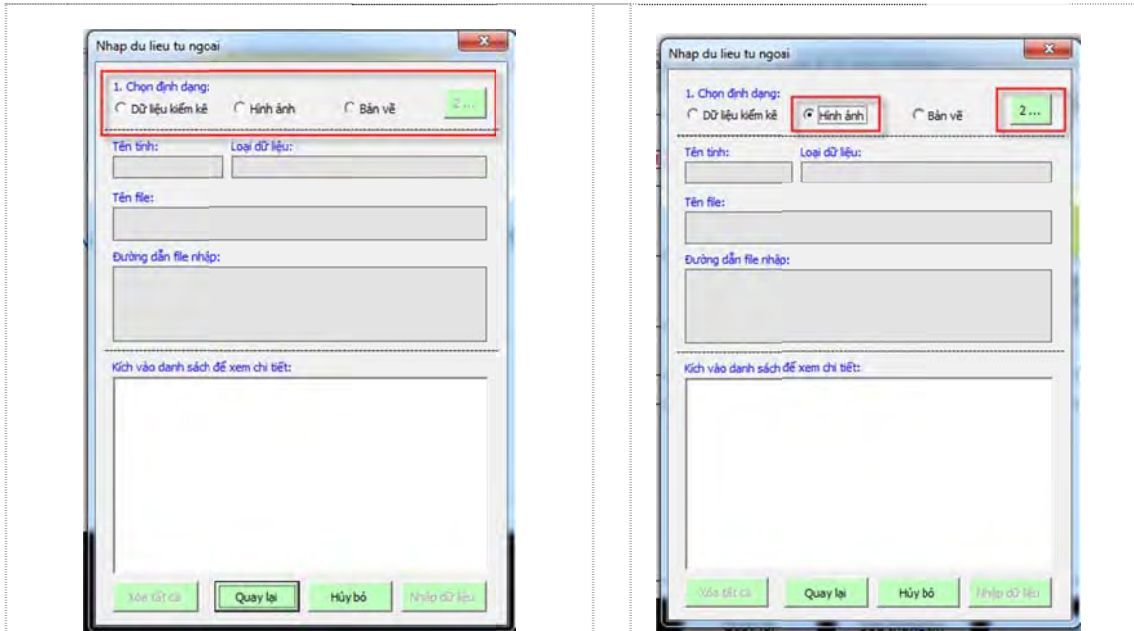 Nhap du lieu tu ngoai
1. Chọn định dạng:
Dữ liệu kiểm kê Hình ảnh Bản vẽ 2 ...
Tên tỉnh: Loại dữ liệu:
Tên file:
Đường dẫn file nhập:
Kích vào danh sách để xem chi tiết:
Xóa tất cả Quay lại Hủy bỏ Nhập dữ liệu
Nhap du lieu tu ngoai
1. Chọn định dạng:
Dữ liệu kiểm kê Hình ảnh Bản vẽ 2 ...
Tên tỉnh: Loại dữ liệu:
Tên file:
Đường dẫn file nhập:
Kích vào danh sách để xem chi tiết:
Xóa tất cả Quay lại Hủy bỏ Nhập dữ liệu